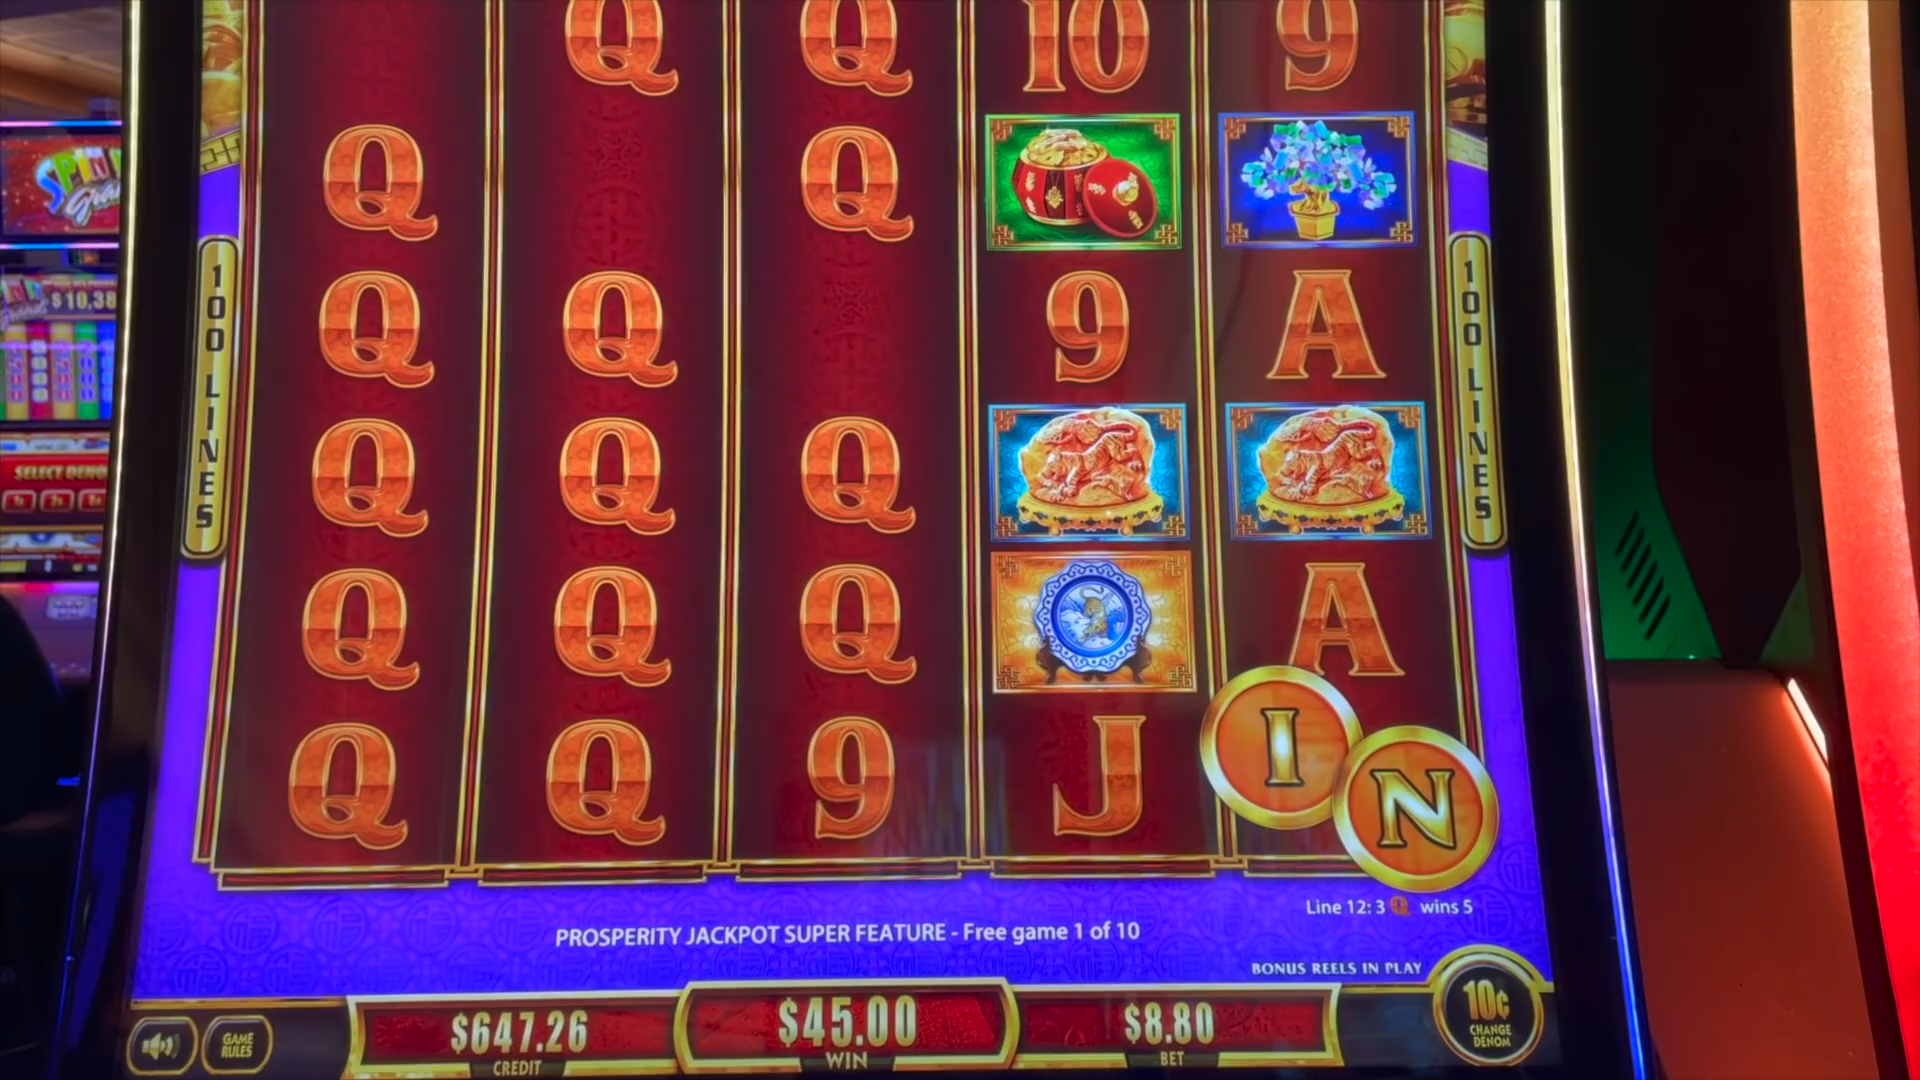 Q Q 10 9
Q Q
Q Q 9 A
Q Q Q
Q Q Q A
Q Q 9 J I N
100 LINES
100 LINES
SPIN
$10,38
SELECT DENO
Line 12: 3 Q wins 5
PROSPERITY JACKPOT SUPER FEATURE - Free game 1 of 10
BONUS REELS IN PLAY
GAME RULES
$647.26
CREDIT
$45.00
WIN
$8.80
BET
10¢
CHANGE
DENOM